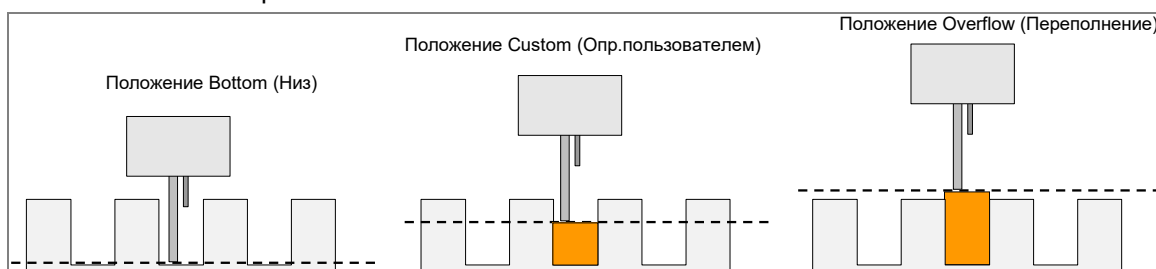 Положение Bottom (Низ)
Положение Custom (Опр.пользователем)
Положение Overflow (Переполнение)